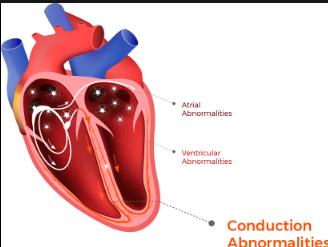 Atrial
Abnormalities
Ventricular
Abnormalities
Conduction
Abnormalities